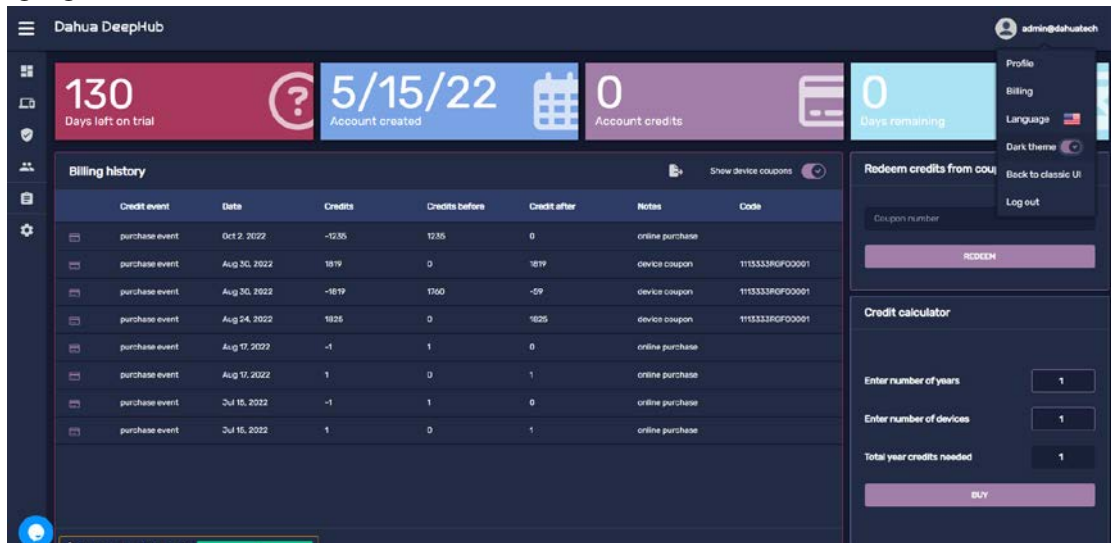 Dahua DeepHub
admin@dahuatech
Profile
Billing
Language
Dark theme
Back to classic UI
Log out
130
Days left on trial
5/15/22
Account created
0
Account credits
0
Days remaining
Billing history
Show device coupons
Credit event Date Credits Credits before Credit after Notes Code
purchase event Oct 2, 2022 -1235 1235 0 online purchase
purchase event Aug 30, 2022 1819 0 1819 device coupon 1113333RGF00001
purchase event Aug 30, 2022 -1819 1760 -59 device coupon 1113333RGF00001
purchase event Aug 24, 2022 1825 0 1825 device coupon 1113333RGF00001
purchase event Aug 17, 2022 -1 1 0 online purchase
purchase event Aug 17, 2022 1 0 1 online purchase
purchase event Jul 15, 2022 -1 1 0 online purchase
purchase event Jul 15, 2022 1 0 1 online purchase
Redeem credits from cou
Coupon number
REDEEM
Credit calculator
Enter number of years 1
Enter number of devices 1
Total year credits needed 1
BUY